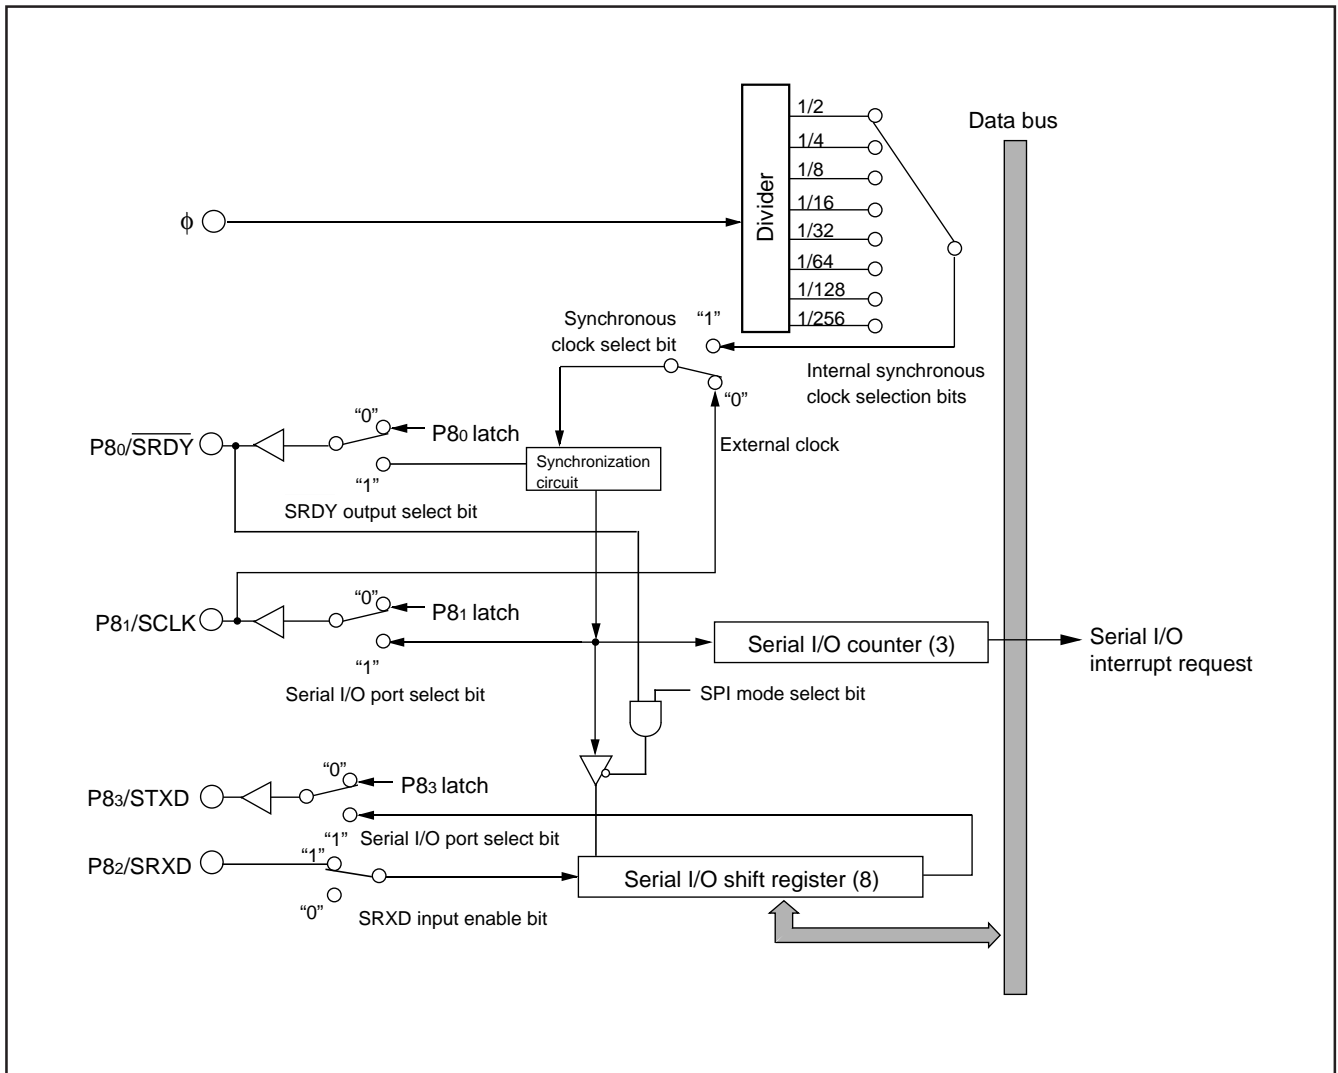 1/2
Data bus
1/4
1/8
Divider
1/16
ϕ
1/32
1/64
1/128
1/256
Synchronous
clock select bit
“1”
Internal synchronous
clock selection bits
“0”
“0”
P80 latch
External clock
P80/SRDY
Synchronization
circuit
“1”
SRDY output select bit
“0”
P81 latch
P81/SCLK
Serial I/O counter (3)
Serial I/O
interrupt request
“1”
Serial I/O port select bit
SPI mode select bit
“0”
P83 latch
P83/STXD
“1”
Serial I/O port select bit
“1”
P82/SRXD
Serial I/O shift register (8)
“0”
SRXD input enable bit